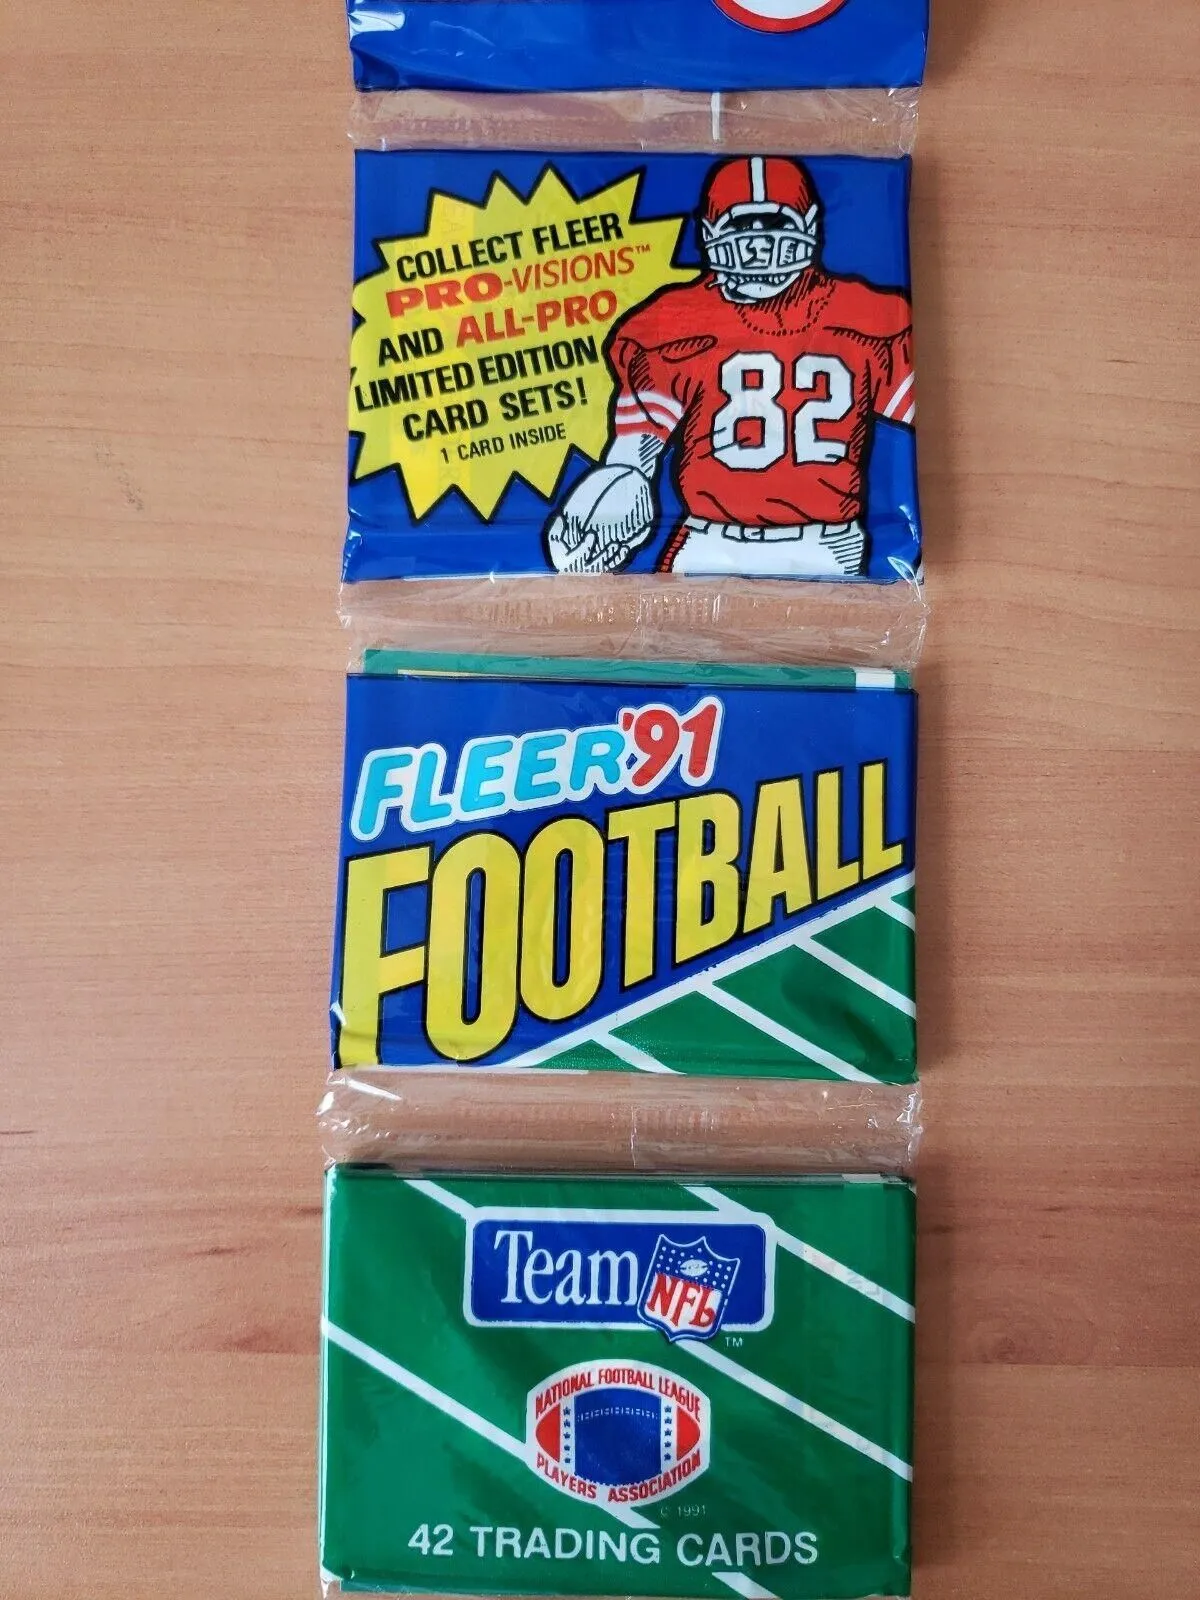 COLLECT FLEER
PRO-VISIONS™
AND ALL-PRO
LIMITED EDITION
CARD SETS!
1 CARD INSIDE
82
FLEER '91
FOOTBALL
Team NFL
TM
NATIONAL FOOTBALL LEAGUE
PLAYERS ASSOCIATION
© 1991
42 TRADING CARDS